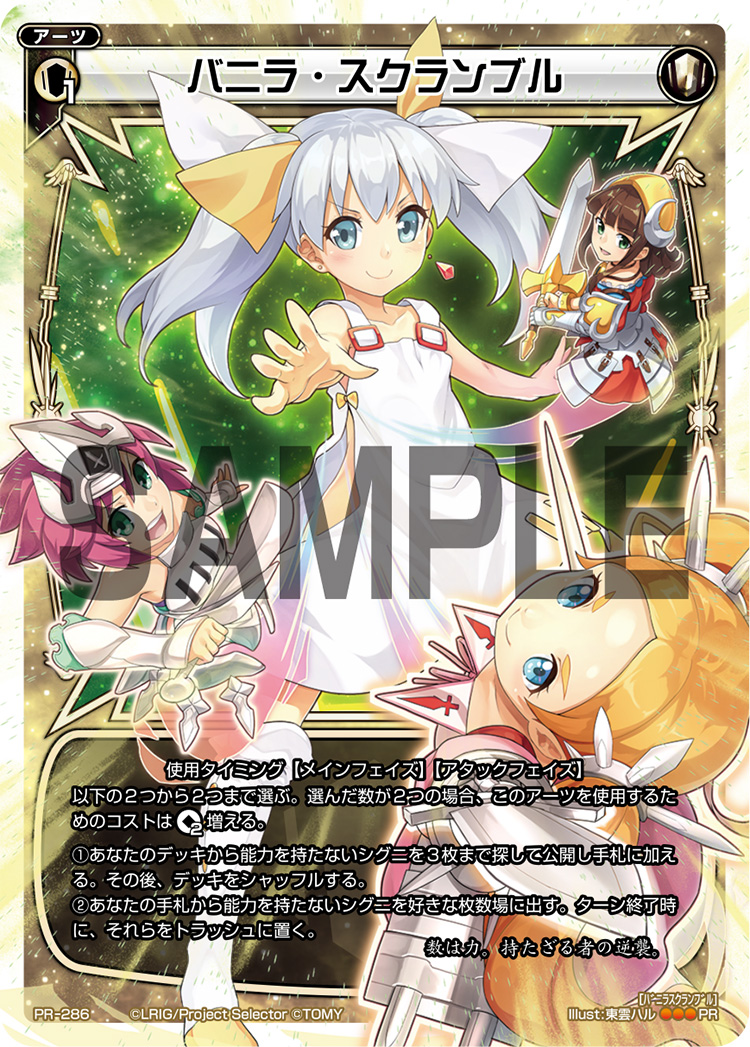 アーツ
1
バニラ・スクランブル
SAMPLE
使用タイミング【メインフェイズ】【アタックフェイズ】
以下の２つから２つまで選ぶ。選んだ数が２つの場合、このアーツを使用するた
めのコストは2増える。
①あなたのデッキから能力を持たないシグニを３枚まで探して公開し手札に加え
る。その後、デッキをシャッフルする。
②あなたの手札から能力を持たないシグニを好きな枚数場に出す。ターン終了時
に、それらをトラッシュに置く。
数は力。持たざる者の逆襲。
[バニラスクランブル]
PR-286 ©LRIG/Project Selector ©TOMY Illust:東雲ハル PR